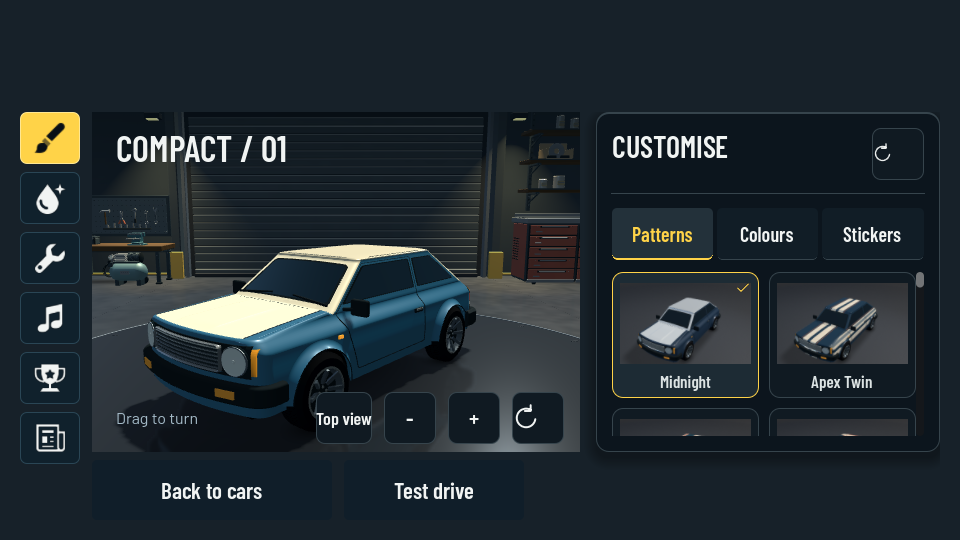 COMPACT / 01
Drag to turn
Top view
-
+
Back to cars
Test drive
CUSTOMISE
Patterns
Colours
Stickers
Midnight
Apex Twin